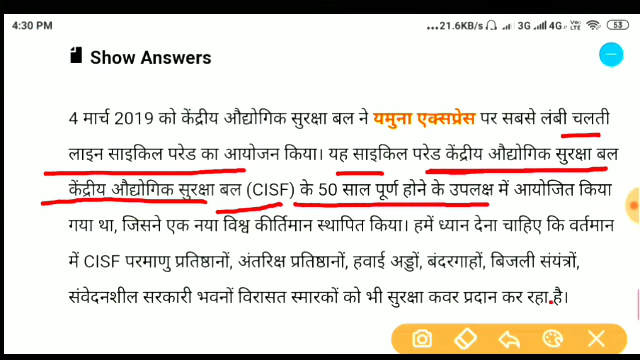 4:30 PM ...21.6KB/s 3G 4G VoLTE 53
Show Answers
4 मार्च 2019 को केंद्रीय औद्योगिक सुरक्षा बल ने यमुना एक्सप्रेस पर सबसे लंबी चलती
लाइन साइकिल परेड का आयोजन किया। यह साइकिल परेड केंद्रीय औद्योगिक सुरक्षा बल
केंद्रीय औद्योगिक सुरक्षा बल (CISF) के 50 साल पूर्ण होने के उपलक्ष में आयोजित किया
गया था, जिसने एक नया विश्व कीर्तिमान स्थापित किया। हमें ध्यान देना चाहिए कि वर्तमान
में CISF परमाणु प्रतिष्ठानों, अंतरिक्ष प्रतिष्ठानों, हवाई अड्डों, बंदरगाहों, बिजली संयंत्रों,
संवेदनशील सरकारी भवनों विरासत स्मारकों को भी सुरक्षा कवर प्रदान कर रहा है।